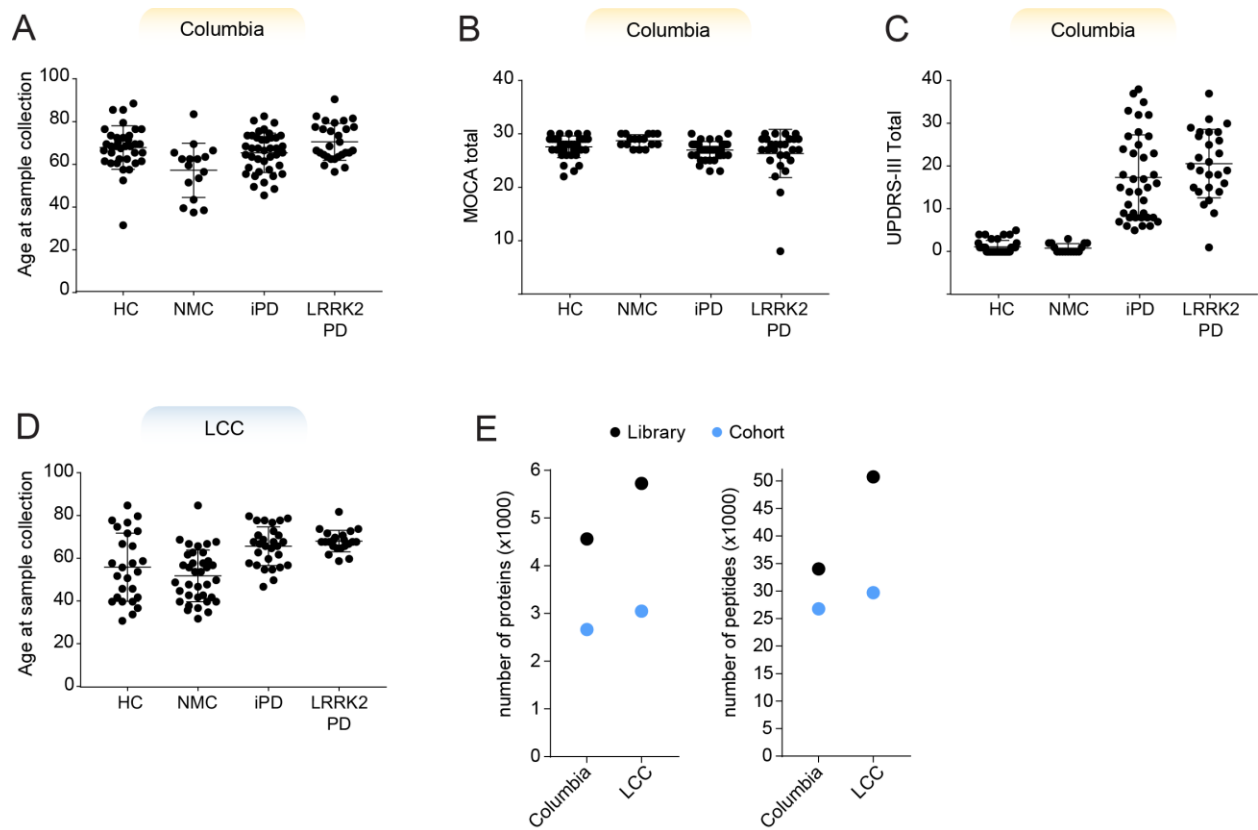 A
Columbia
Age at sample collection
100
80
60
40
20
0
HC
NMC
iPD
LRRK2
PD
B
Columbia
MOCA total
40
30
20
10
HC
NMC
iPD
LRRK2
PD
C
Columbia
UPDRS-III Total
40
30
20
10
0
HC
NMC
iPD
LRRK2
PD
D
LCC
Age at sample collection
100
80
60
40
20
0
HC
NMC
iPD
LRRK2
PD
E
Library
Cohort
number of proteins (x1000)
6
5
4
3
2
1
0
Columbia
LCC
number of peptides (x1000)
50
45
40
35
30
25
20
15
10
5
0
Columbia
LCC